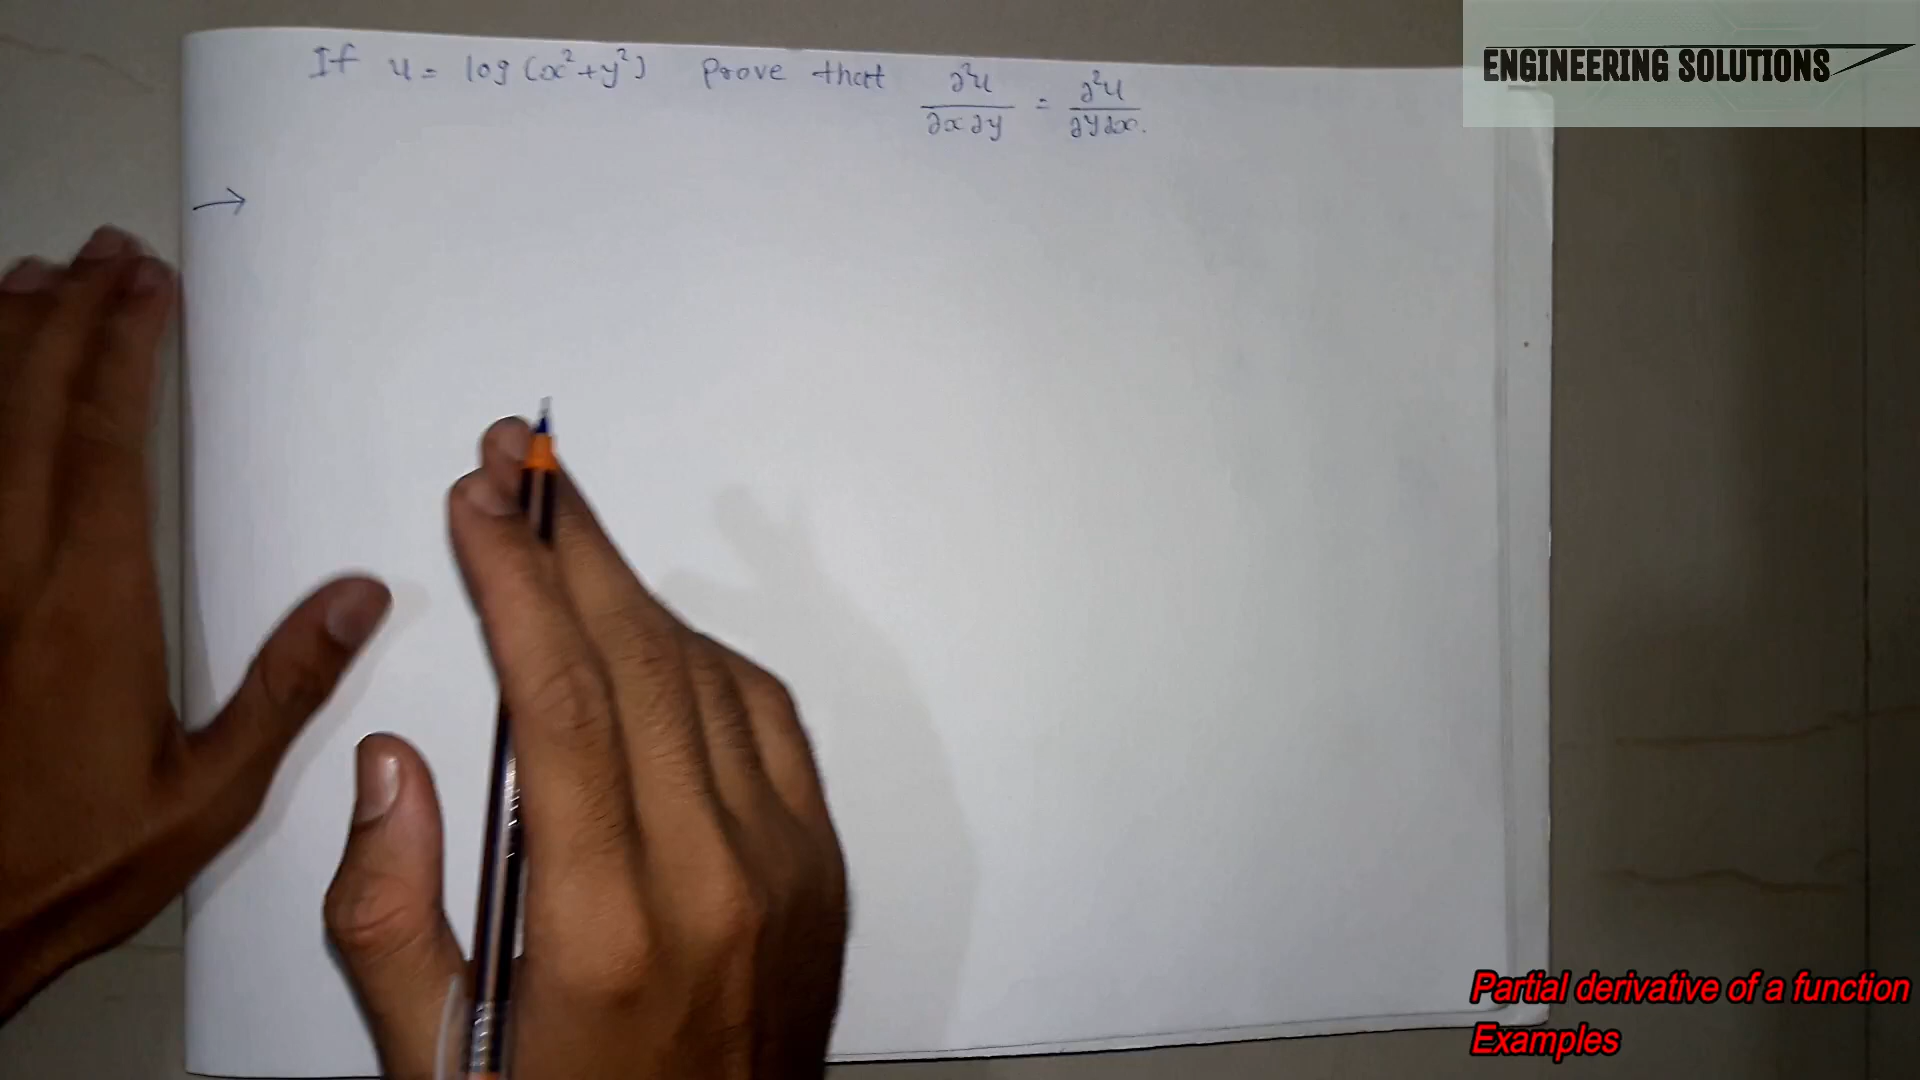 If u = log (x²+y²) Prove that ∂²u/∂x∂y = ∂²u/∂y∂x.
→
ENGINEERING SOLUTIONS
Partial derivative of a function
Examples